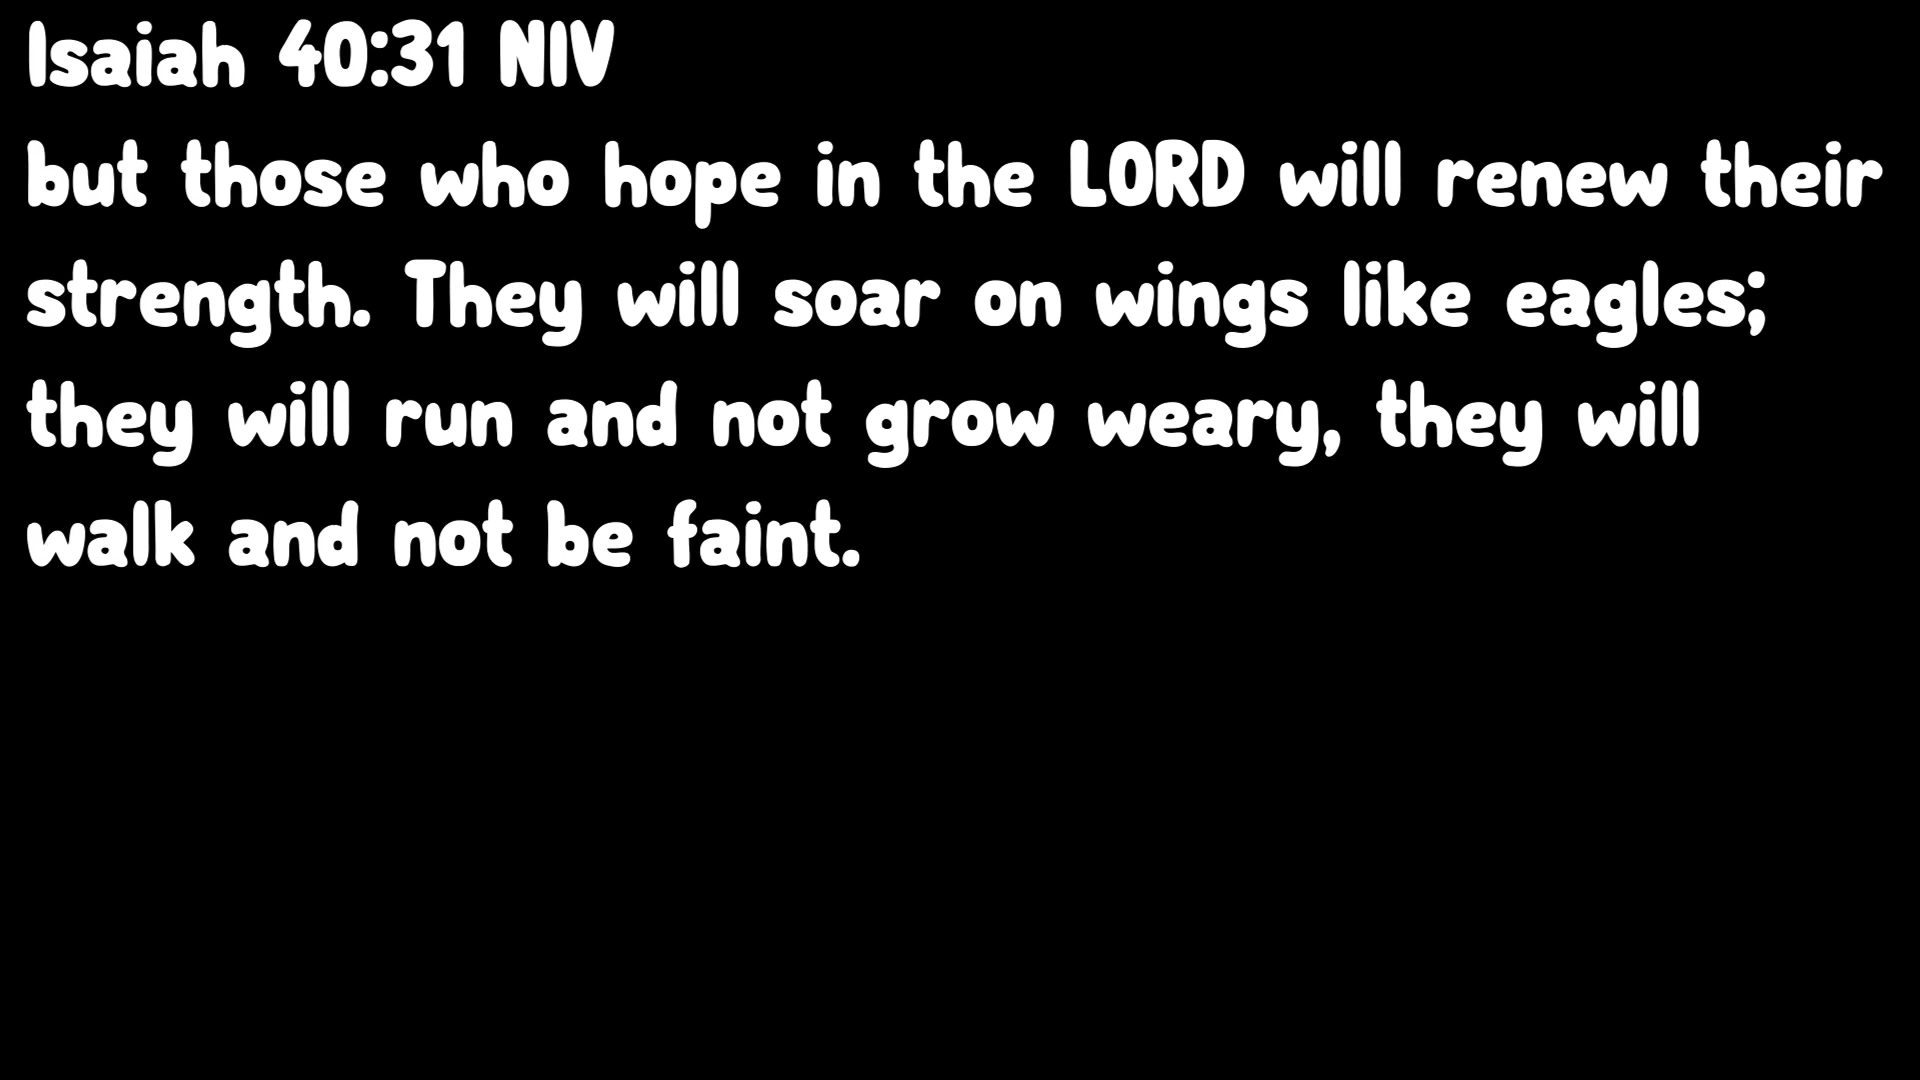 Isaiah 40:31 NIV
but those who hope in the LORD will renew their
strength. They will soar on wings like eagles;
they will run and not grow weary, they will
walk and not be faint.